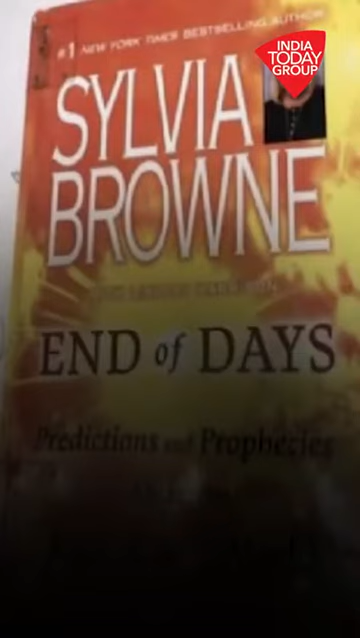 #1 NEW YORK TIMES BESTSELLING AUTHOR
INDIA
TODAY
GROUP
SYLVIA
BROWNE
END of DAYS
Predictions and Prophecies